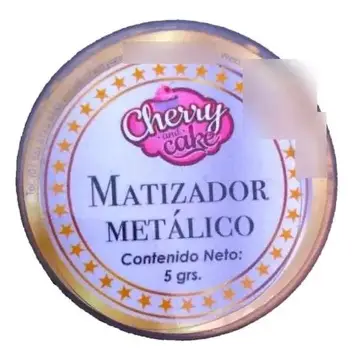 Cherry
and
cake
MATIZADOR
METÁLICO
Contenido Neto:
5 grs.